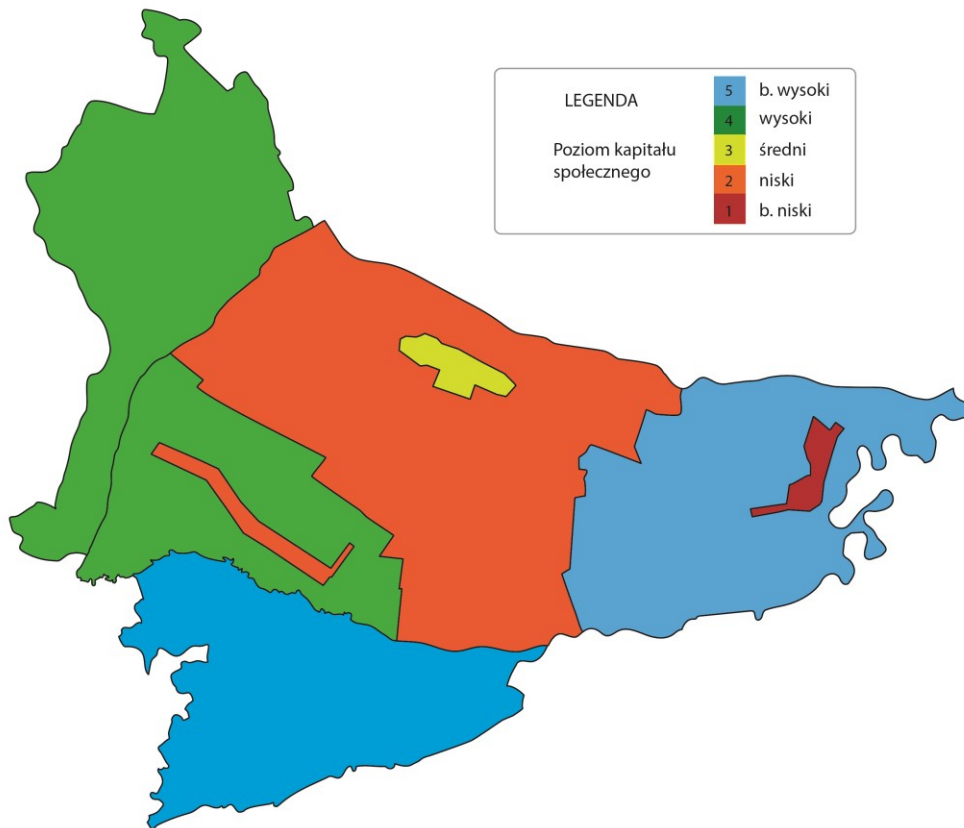 LEGENDA
Poziom kapitału
społecznego
5 b. wysoki
4 wysoki
3 średni
2 niski
1 b. niski